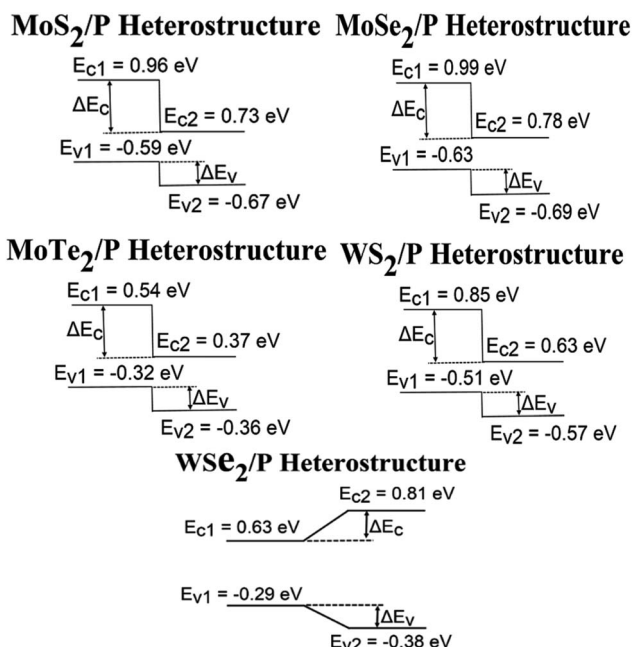 MoS₂/P Heterostructure
Ec1 = 0.96 eV
ΔEc
Ec2 = 0.73 eV
Ev1 = -0.59 eV
ΔEv
Ev2 = -0.67 eV
MoSe₂/P Heterostructure
Ec1 = 0.99 eV
ΔEc
Ec2 = 0.78 eV
Ev1 = -0.63
ΔEv
Ev2 = -0.69 eV
MoTe₂/P Heterostructure
Ec1 = 0.54 eV
ΔEc
Ec2 = 0.37 eV
Ev1 = -0.32 eV
ΔEv
Ev2 = -0.36 eV
WS₂/P Heterostructure
Ec1 = 0.85 eV
ΔEc
Ec2 = 0.63 eV
Ev1 = -0.51 eV
ΔEv
Ev2 = -0.57 eV
WSe₂/P Heterostructure
Ec2 = 0.81 eV
Ec1 = 0.63 eV
ΔEc
Ev1 = -0.29 eV
ΔEv
Ev2 = -0.38 eV